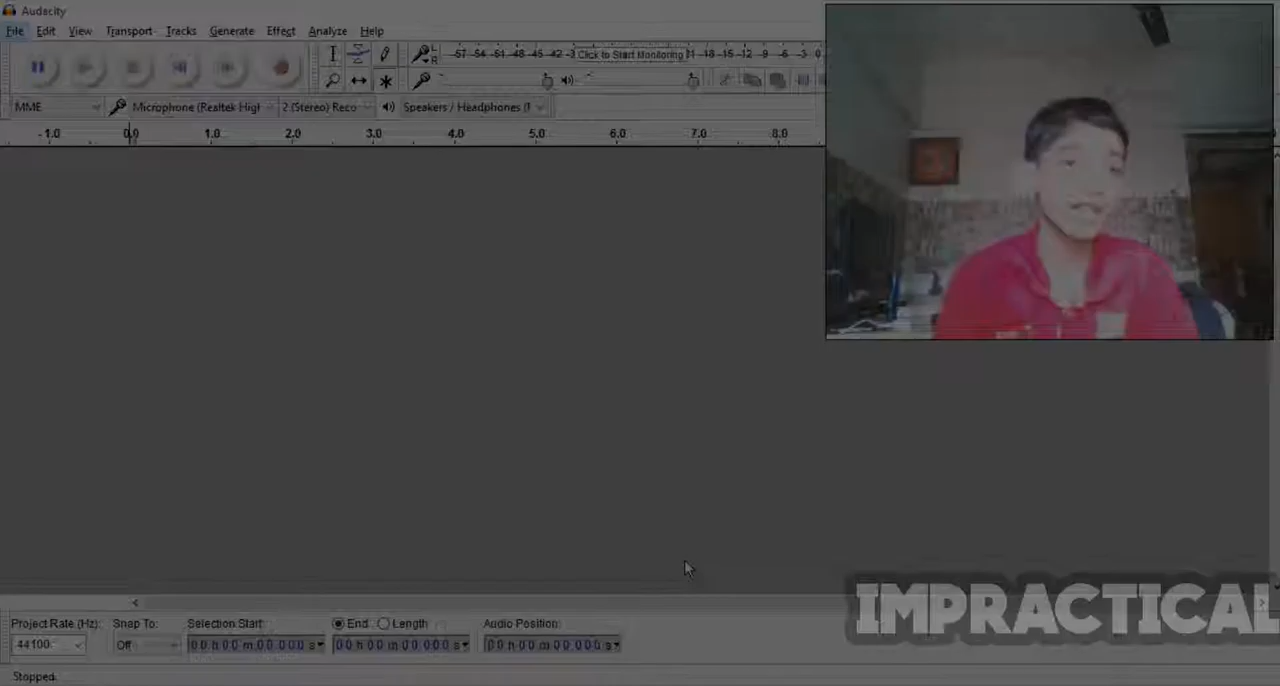 Audacity
File Edit View Transport Tracks Generate Effect Analyze Help
-57 -54 -51 -48 -45 -42 -3 Click to Start Monitoring 1 -18 -15 -12 -9 -6 -3 0
MME Microphone (Realtek High 2 (Stereo) Reco Speakers / Headphones (
-1.0 0.0 1.0 2.0 3.0 4.0 5.0 6.0 7.0 8.0
IMPRACTICAL
Project Rate (Hz): Snap To: Selection Start: End Length Audio Position:
44100 Off 00 h 00 m 00.000 s 00 h 00 m 00.000 s 00 h 00 m 00.000 s
Stopped.